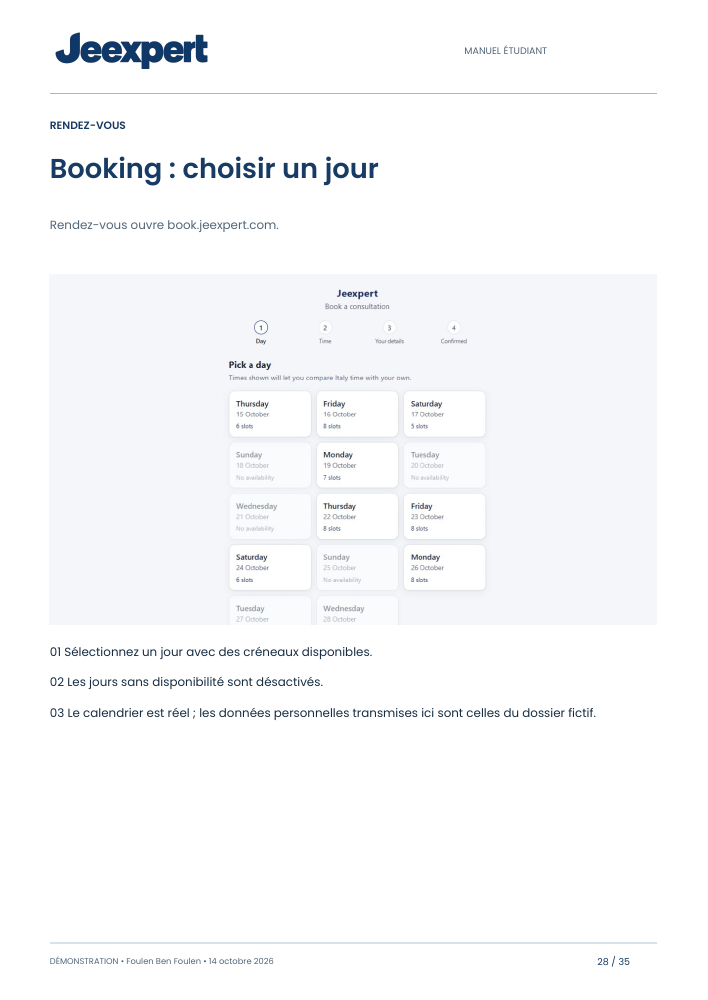 Jeexpert
MANUEL ÉTUDIANT
RENDEZ-VOUS
Booking : choisir un jour
Rendez-vous ouvre book.jeexpert.com.
Jeexpert
Book a consultation
1 2 3 4
Day Time Your details Confirmed
Pick a day
Times shown will let you compare Italy time with your own.
Thursday Friday Saturday
15 October 16 October 17 October
6 slots 8 slots 5 slots
Sunday Monday Tuesday
18 October 19 October 20 October
No availability 7 slots No availability
Wednesday Thursday Friday
21 October 22 October 23 October
No availability 8 slots 8 slots
Saturday Sunday Monday
24 October 25 October 26 October
6 slots No availability 8 slots
Tuesday Wednesday
27 October 28 October
01 Sélectionnez un jour avec des créneaux disponibles.
02 Les jours sans disponibilité sont désactivés.
03 Le calendrier est réel ; les données personnelles transmises ici sont celles du dossier fictif.
DÉMONSTRATION • Foulen Ben Foulen • 14 octobre 2026
28 / 35